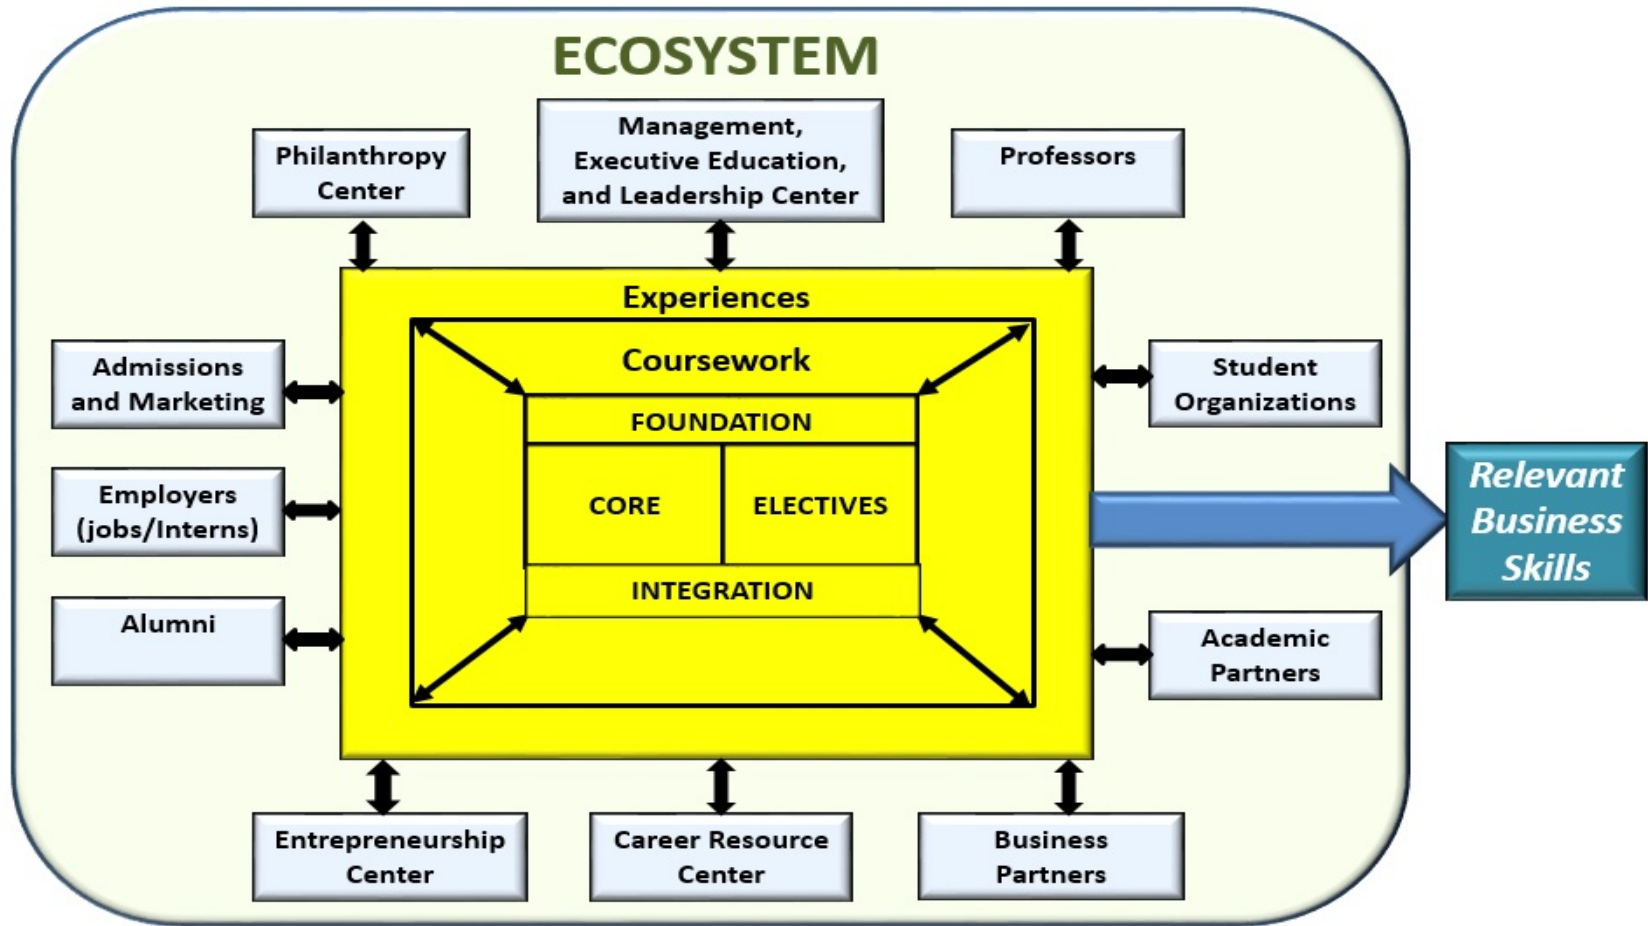 ECOSYSTEM
Philanthropy
Center
Management,
Executive Education,
and Leadership Center
Professors
Experiences
Coursework
FOUNDATION
CORE
ELECTIVES
INTEGRATION
Admissions
and Marketing
Employers
(jobs/Interns)
Alumni
Student
Organizations
Relevant
Business
Skills
Academic
Partners
Entrepreneurship
Center
Career Resource
Center
Business
Partners